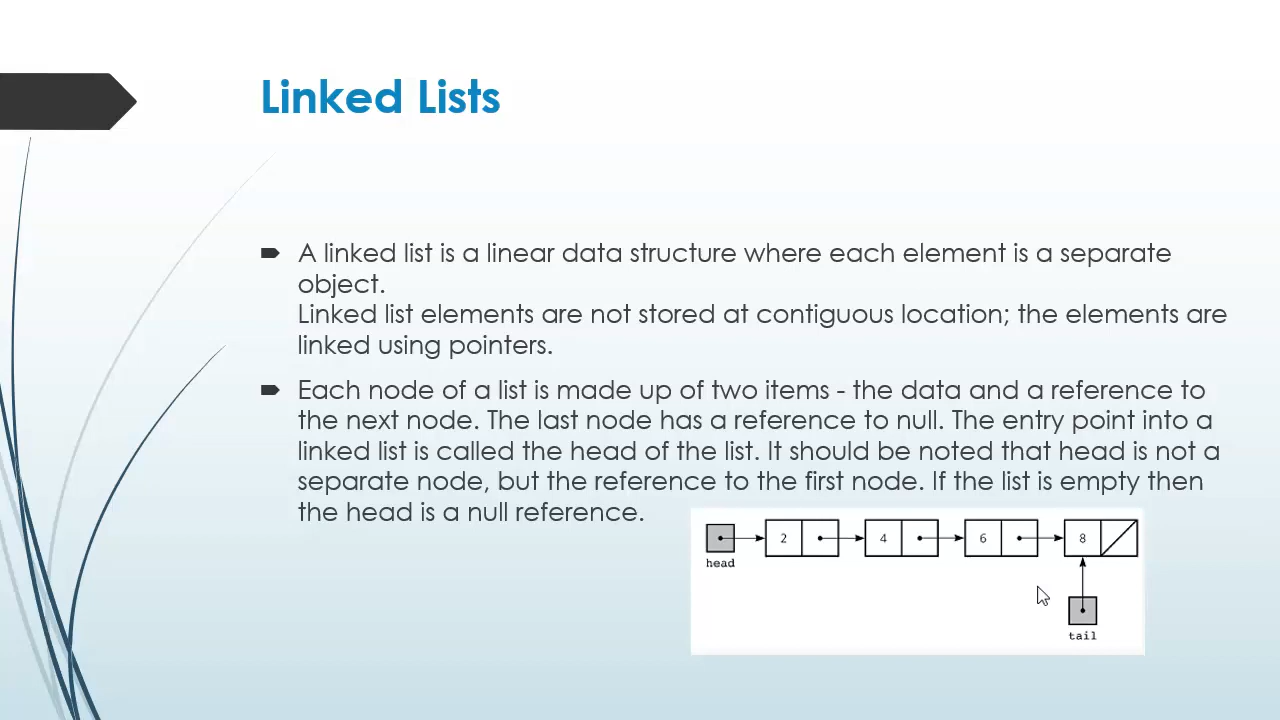 Linked Lists
A linked list is a linear data structure where each element is a separate
object.
Linked list elements are not stored at contiguous location; the elements are
linked using pointers.
Each node of a list is made up of two items - the data and a reference to
the next node. The last node has a reference to null. The entry point into a
linked list is called the head of the list. It should be noted that head is not a
separate node, but the reference to the first node. If the list is empty then
the head is a null reference.
2 4 6 8
head
tail